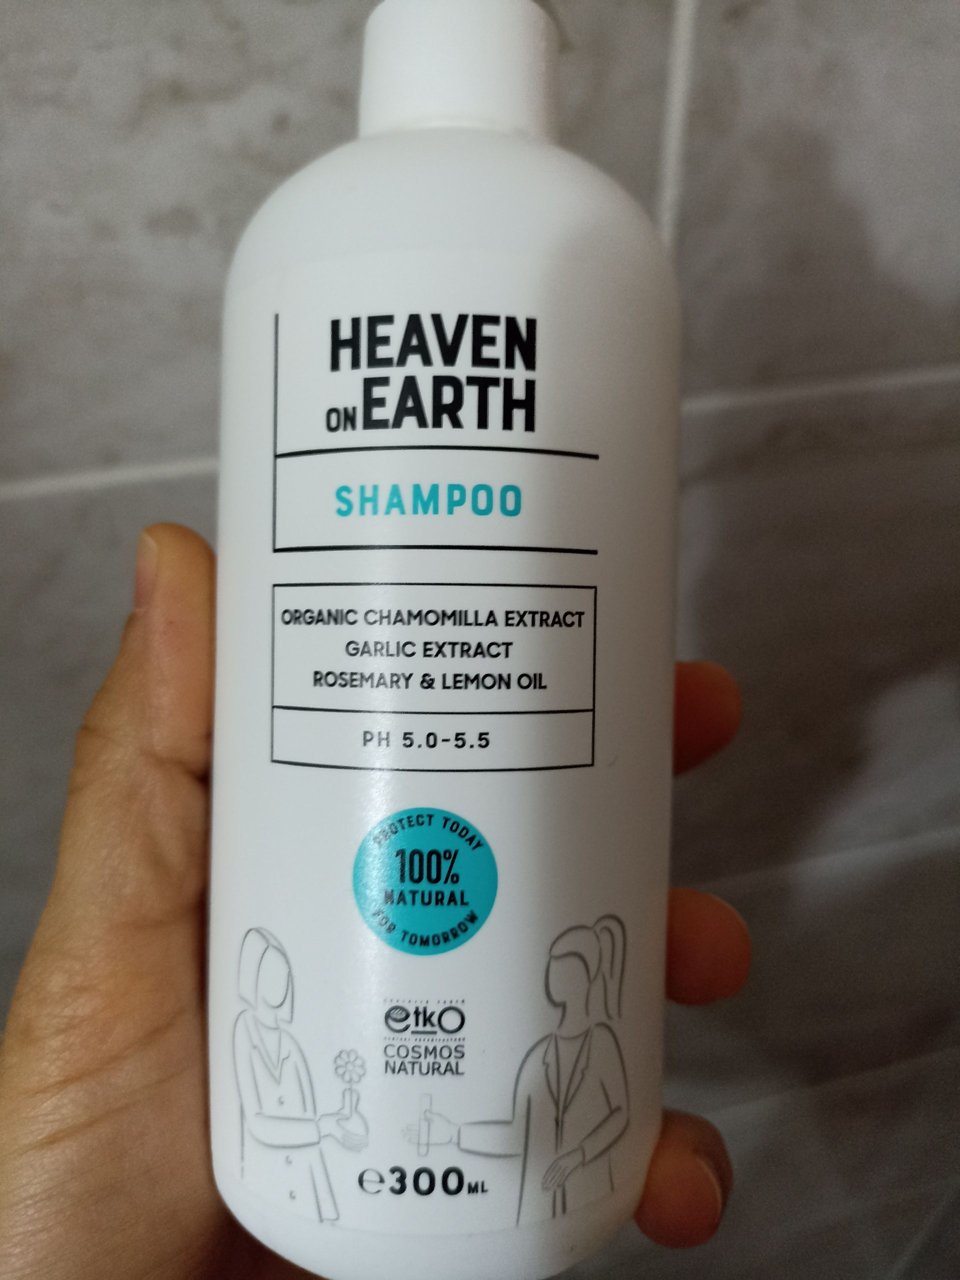 HEAVEN
ON EARTH
SHAMPOO
ORGANIC CHAMOMILLA EXTRACT
GARLIC EXTRACT
ROSEMARY & LEMON OIL
PH 5.0-5.5
PROTECT TODAY
100%
NATURAL
FOR TOMORROW
etkO
COSMOS
NATURAL
℮300ML